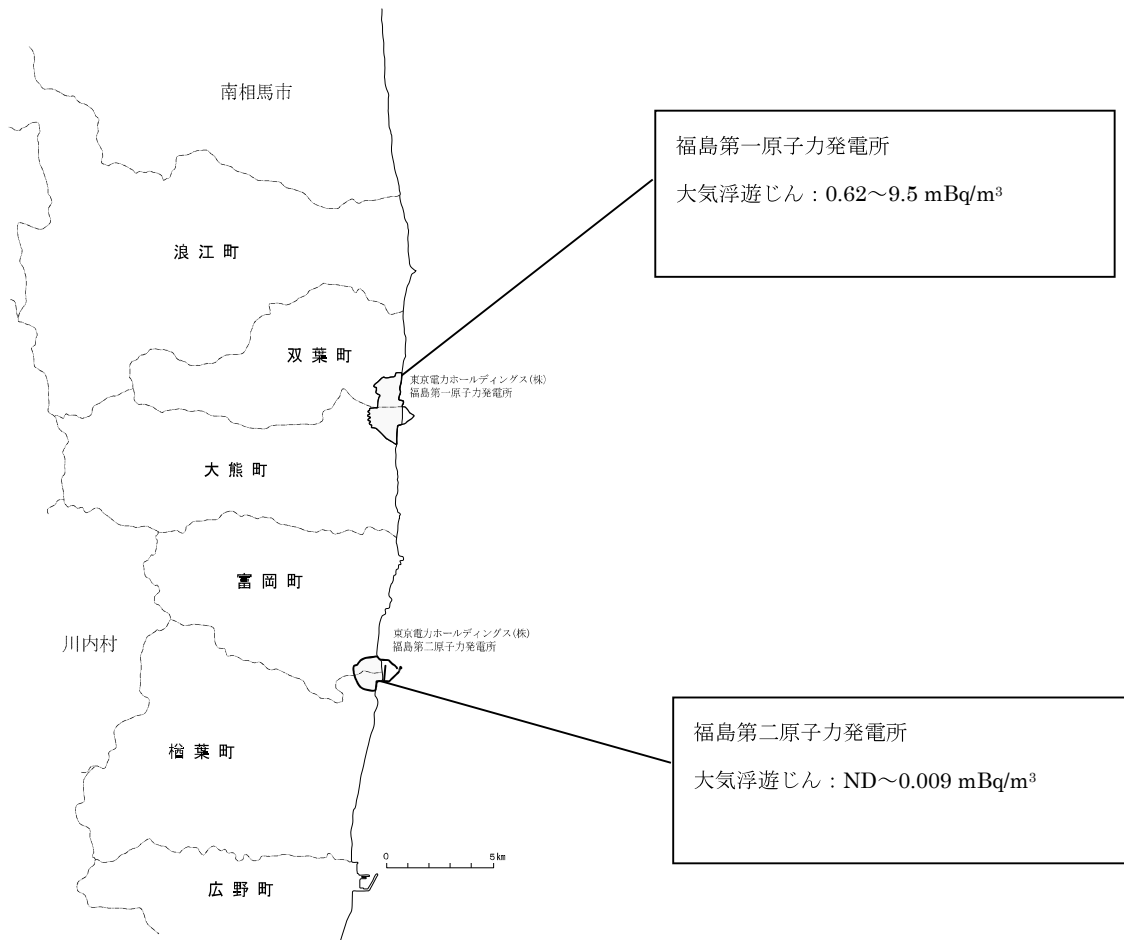 南相馬市
福島第一原子力発電所
大気浮遊じん：0.62～9.5 mBq/m³
浪江町
双葉町
東京電力ホールディングス(株)
福島第一原子力発電所
大熊町
富岡町
東京電力ホールディングス(株)
福島第二原子力発電所
川内村
福島第二原子力発電所
大気浮遊じん：ND～0.009 mBq/m³
楢葉町
0 5km
広野町